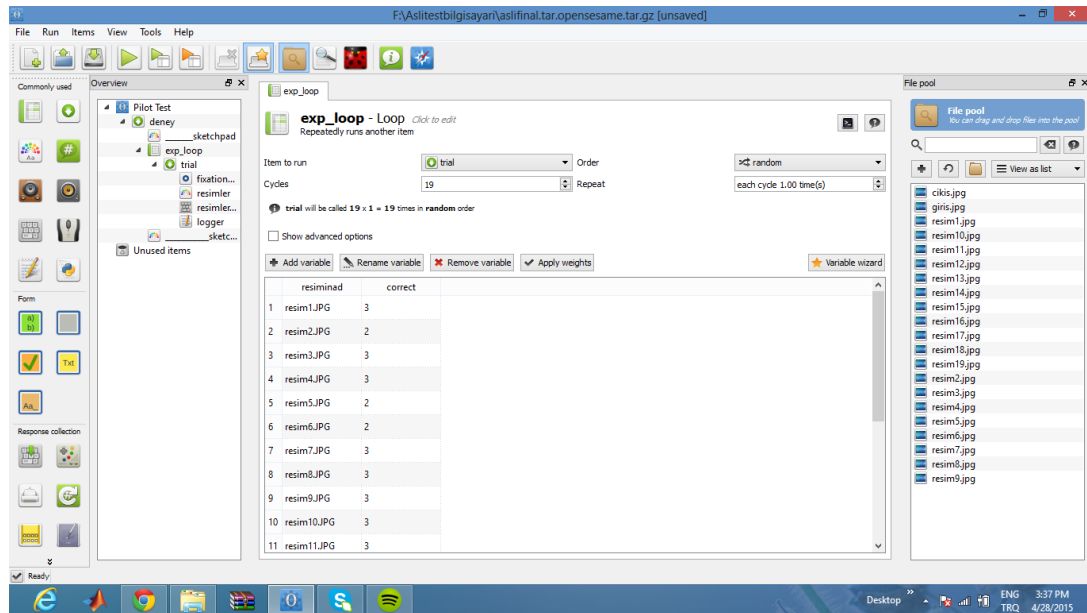 F:\Aslitestbilgisayari\aslifinal.tar.opensesame.tar.gz [unsaved]
File Run Items View Tools Help
Commonly used
Overview
Pilot Test
deney
______sketchpad
exp_loop
trial
fixation...
resimler
resimler...
logger
________sketc...
Unused items
Form
a)
b)
Txt
Aa_
Response collection
Ready
exp_loop
exp_loop - Loop Click to edit
Repeatedly runs another item
Item to run trial Order random
Cycles 19 Repeat each cycle 1.00 time(s)
trial will be called 19 x 1 = 19 times in random order
Show advanced options
Add variable Rename variable Remove variable Apply weights Variable wizard
resiminad correct
1 resim1.JPG 3
2 resim2.JPG 2
3 resim3.JPG 3
4 resim4.JPG 3
5 resim5.JPG 2
6 resim6.JPG 2
7 resim7.JPG 3
8 resim8.JPG 3
9 resim9.JPG 3
10 resim10.JPG 3
11 resim11.JPG 3
File pool
File pool
You can drag and drop files into the pool
View as list
cikis.jpg
giris.jpg
resim1.jpg
resim10.jpg
resim11.jpg
resim12.jpg
resim13.jpg
resim14.jpg
resim15.jpg
resim16.jpg
resim17.jpg
resim18.jpg
resim19.jpg
resim2.jpg
resim3.jpg
resim4.jpg
resim5.jpg
resim6.jpg
resim7.jpg
resim8.jpg
resim9.jpg
Desktop
ENG 3:37 PM
TRQ 4/28/2015